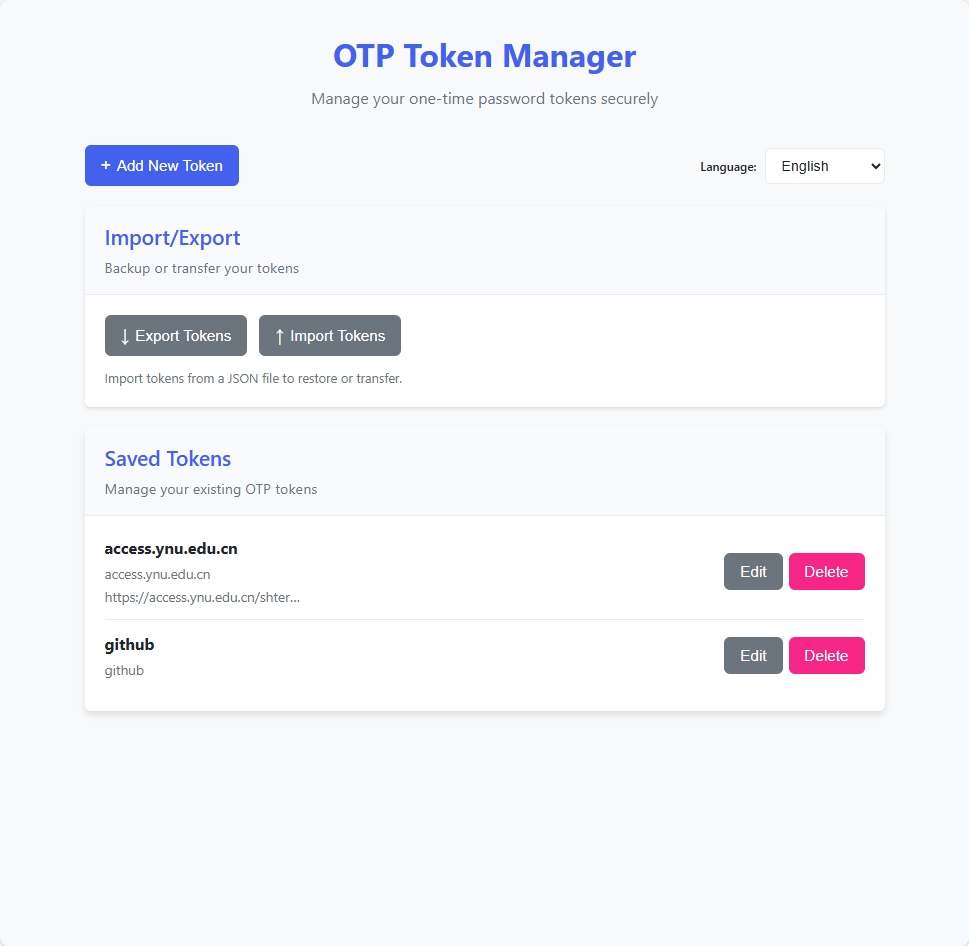 OTP Token Manager
Manage your one-time password tokens securely
+ Add New Token
Language: English
Import/Export
Backup or transfer your tokens
↓ Export Tokens ↑ Import Tokens
Import tokens from a JSON file to restore or transfer.
Saved Tokens
Manage your existing OTP tokens
access.ynu.edu.cn
access.ynu.edu.cn
https://access.ynu.edu.cn/shter...
Edit Delete
github
github
Edit Delete